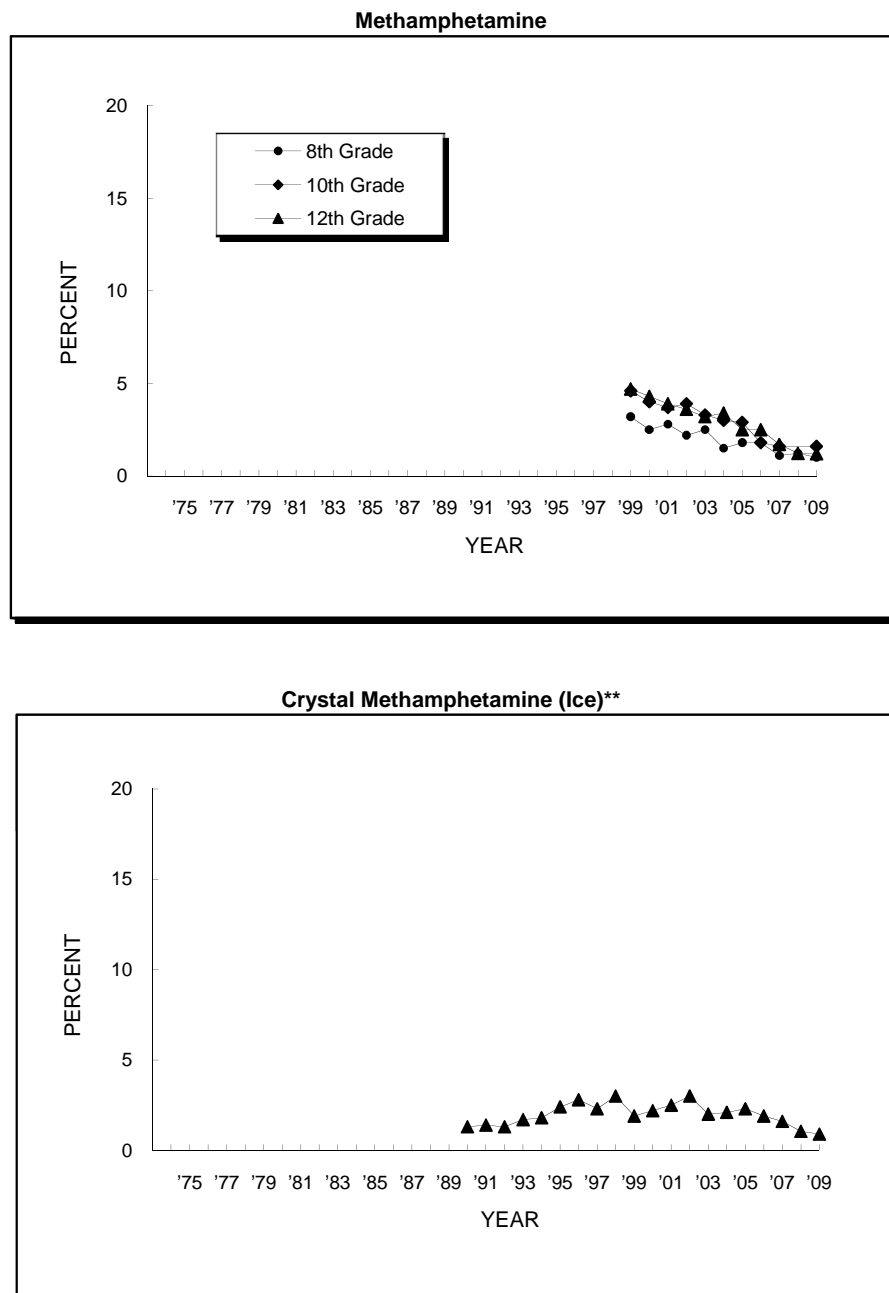 Methamphetamine
20
15
10
5
0
PERCENT
8th Grade
10th Grade
12th Grade
'75 '77 '79 '81 '83 '85 '87 '89 '91 '93 '95 '97 '99 '01 '03 '05 '07 '09
YEAR
Crystal Methamphetamine (Ice)**
20
15
10
5
0
PERCENT
'75 '77 '79 '81 '83 '85 '87 '89 '91 '93 '95 '97 '99 '01 '03 '05 '07 '09
YEAR